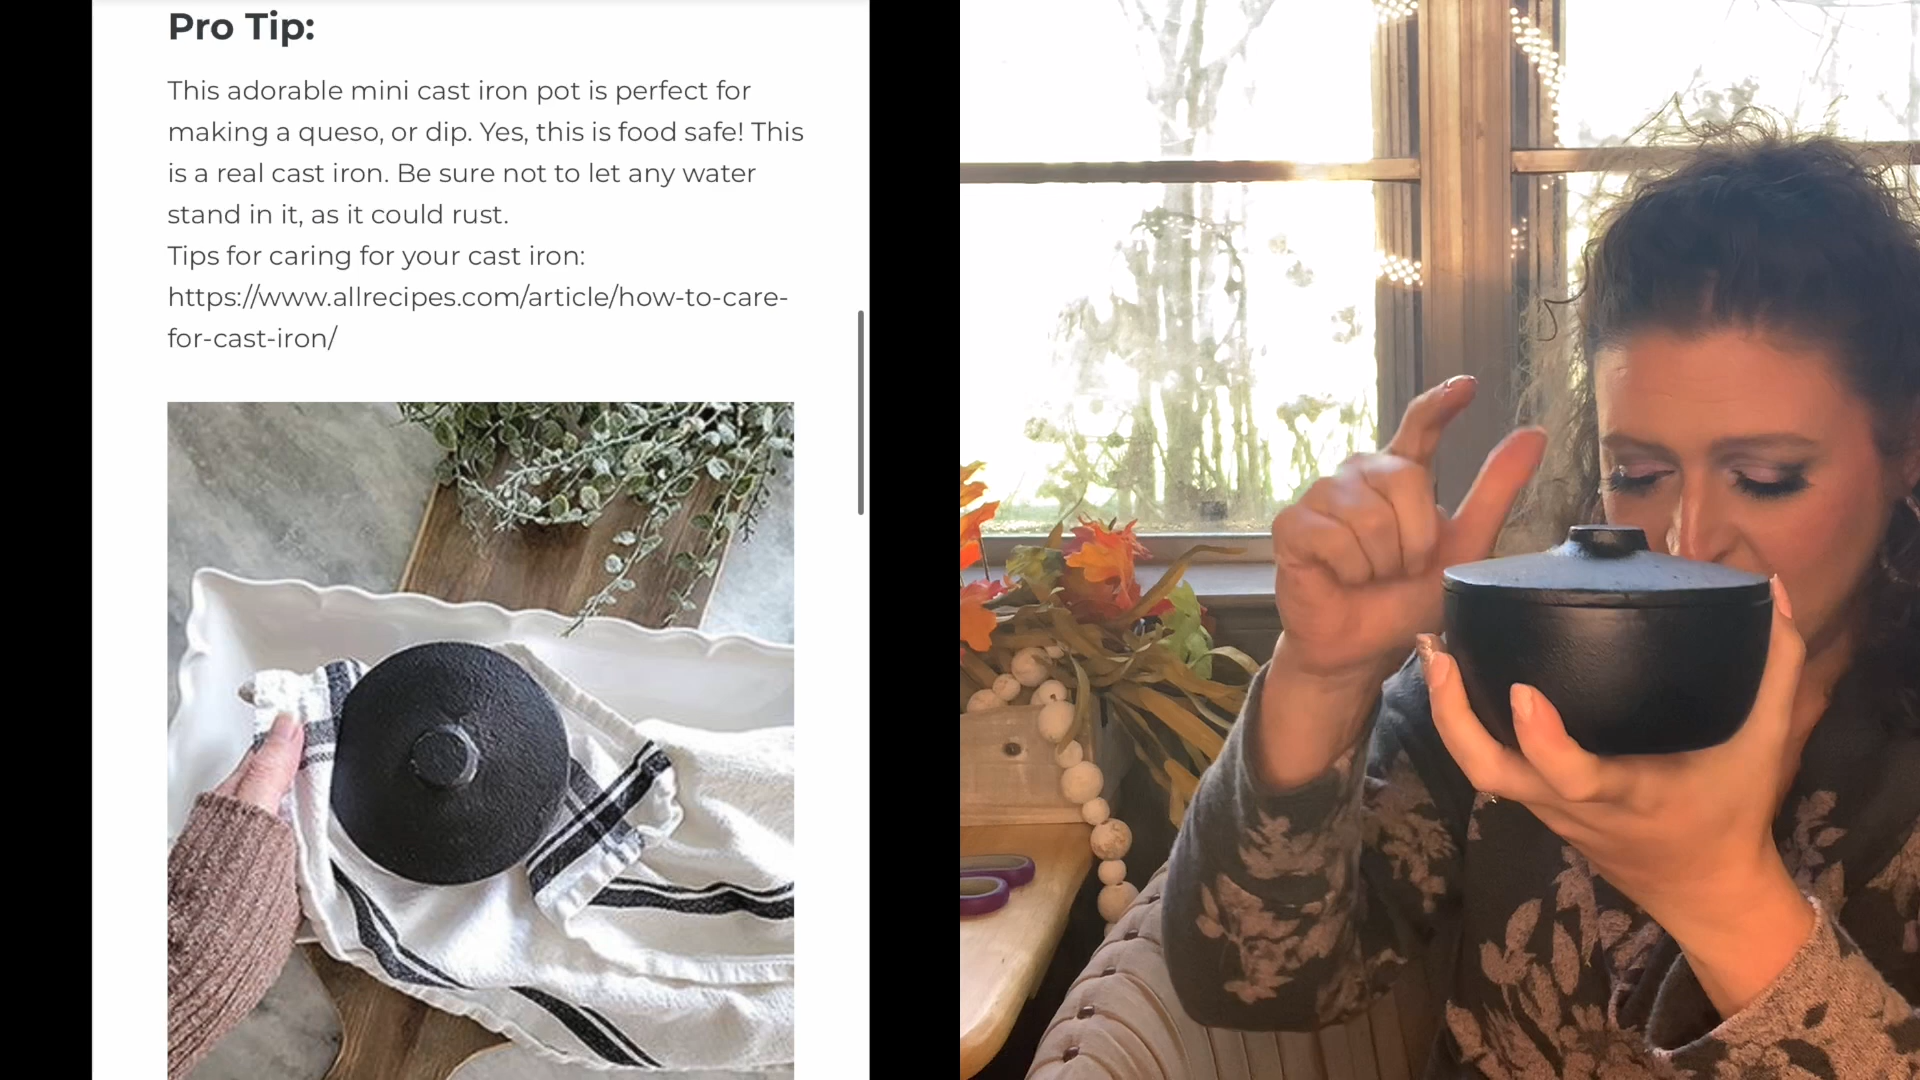 Pro Tip:
This adorable mini cast iron pot is perfect for
making a queso, or dip. Yes, this is food safe! This
is a real cast iron. Be sure not to let any water
stand in it, as it could rust.
Tips for caring for your cast iron:
https://www.allrecipes.com/article/how-to-care-
for-cast-iron/